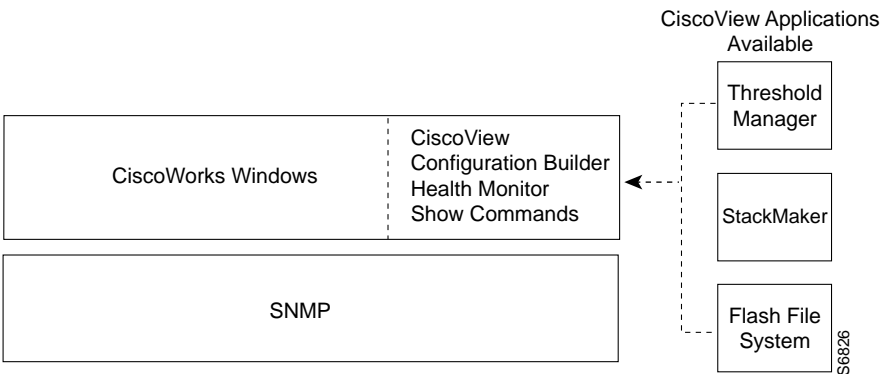 CiscoView Applications
Available
Threshold
Manager
CiscoWorks Windows
CiscoView
Configuration Builder
Health Monitor
Show Commands
StackMaker
SNMP
Flash File
System
S6826